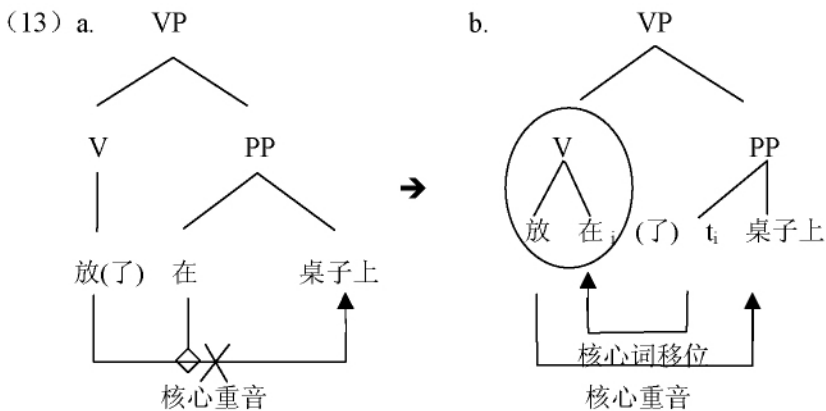 （13）a. VP b. VP
V PP V PP
放 在i (了) ti 桌子上
放(了) 在 桌子上
核心词移位
核心重音 核心重音